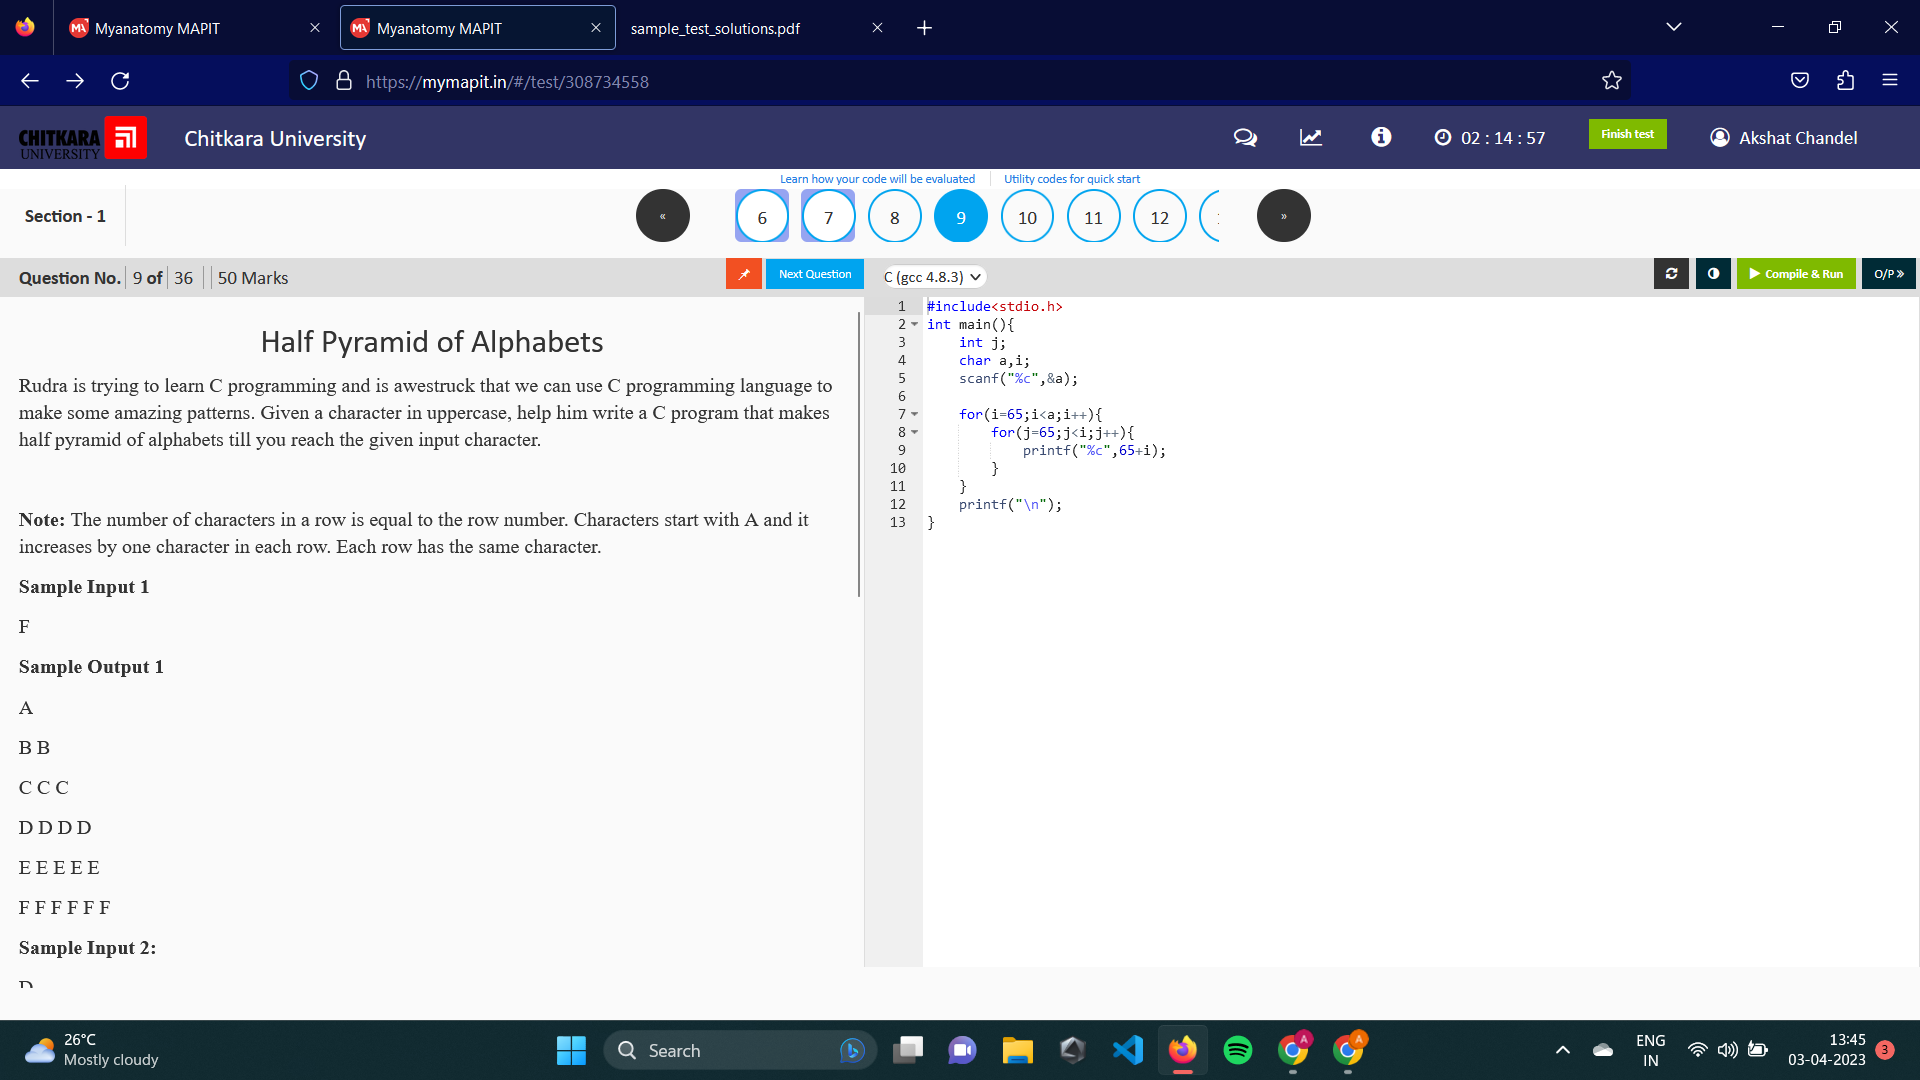 Myanatomy MAPIT
Myanatomy MAPIT
sample_test_solutions.pdf
https://mymapit.in/#/test/308734558
CHITKARA
UNIVERSITY
Chitkara University
02 : 14 : 57
Finish test
Akshat Chandel
Learn how your code will be evaluated
Utility codes for quick start
Section - 1
«
6
7
8
9
10
11
12
»
Question No. 9 of 36 50 Marks
Next Question
C (gcc 4.8.3)
Compile & Run
O/P »
Half Pyramid of Alphabets
Rudra is trying to learn C programming and is awestruck that we can use C programming language to
make some amazing patterns. Given a character in uppercase, help him write a C program that makes
half pyramid of alphabets till you reach the given input character.
Note: The number of characters in a row is equal to the row number. Characters start with A and it
increases by one character in each row. Each row has the same character.
Sample Input 1
F
Sample Output 1
A
B B
C C C
D D D D
E E E E E
F F F F F F
Sample Input 2:
D
1 #include<stdio.h>
2 int main(){
3 int j;
4 char a,i;
5 scanf("%c",&a);
6
7 for(i=65;i<a;i++){
8 for(j=65;j<i;j++){
9 printf("%c",65+i);
10 }
11 }
12 printf("\n");
13 }
26°C
Mostly cloudy
Search
A
A
ENG
IN
13:45
03-04-2023
3